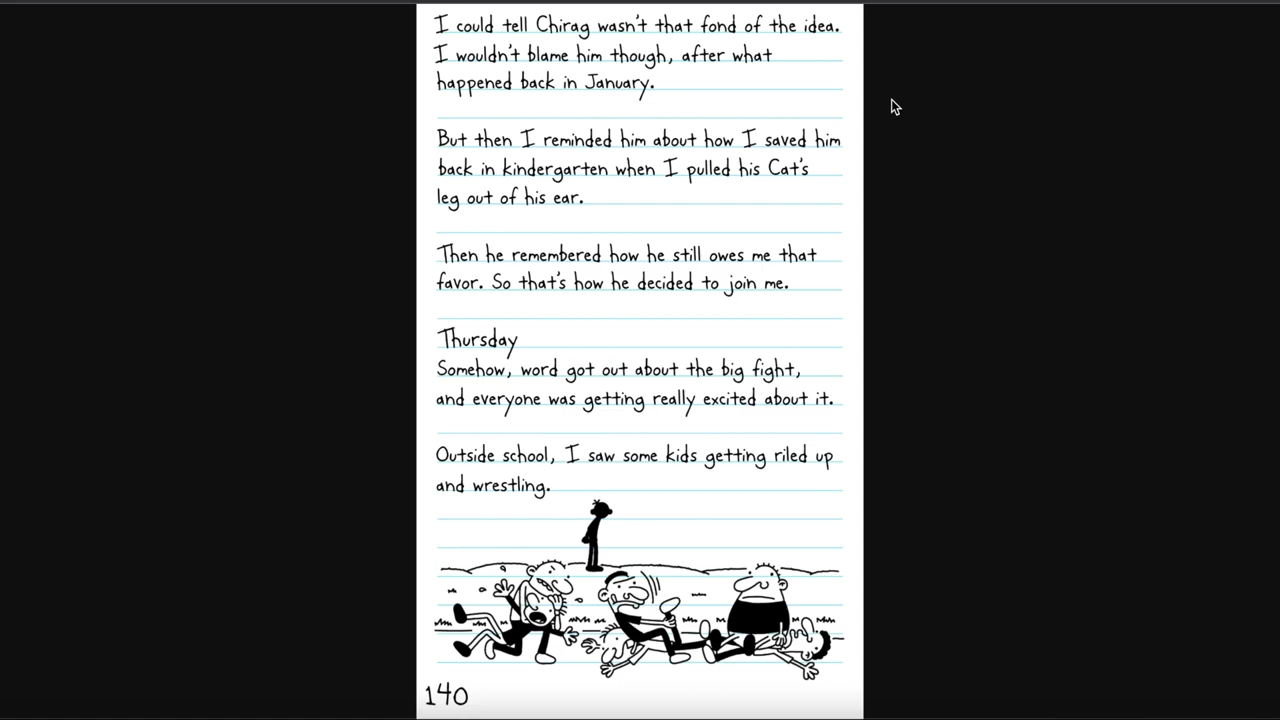 I could tell Chirag wasn't that fond of the idea.
I wouldn't blame him though, after what
happened back in January.
But then I reminded him about how I saved him
back in kindergarten when I pulled his Cat's
leg out of his ear.
Then he remembered how he still owes me that
favor. So that's how he decided to join me.
Thursday
Somehow, word got out about the big fight,
and everyone was getting really excited about it.
Outside school, I saw some kids getting riled up
and wrestling.
140